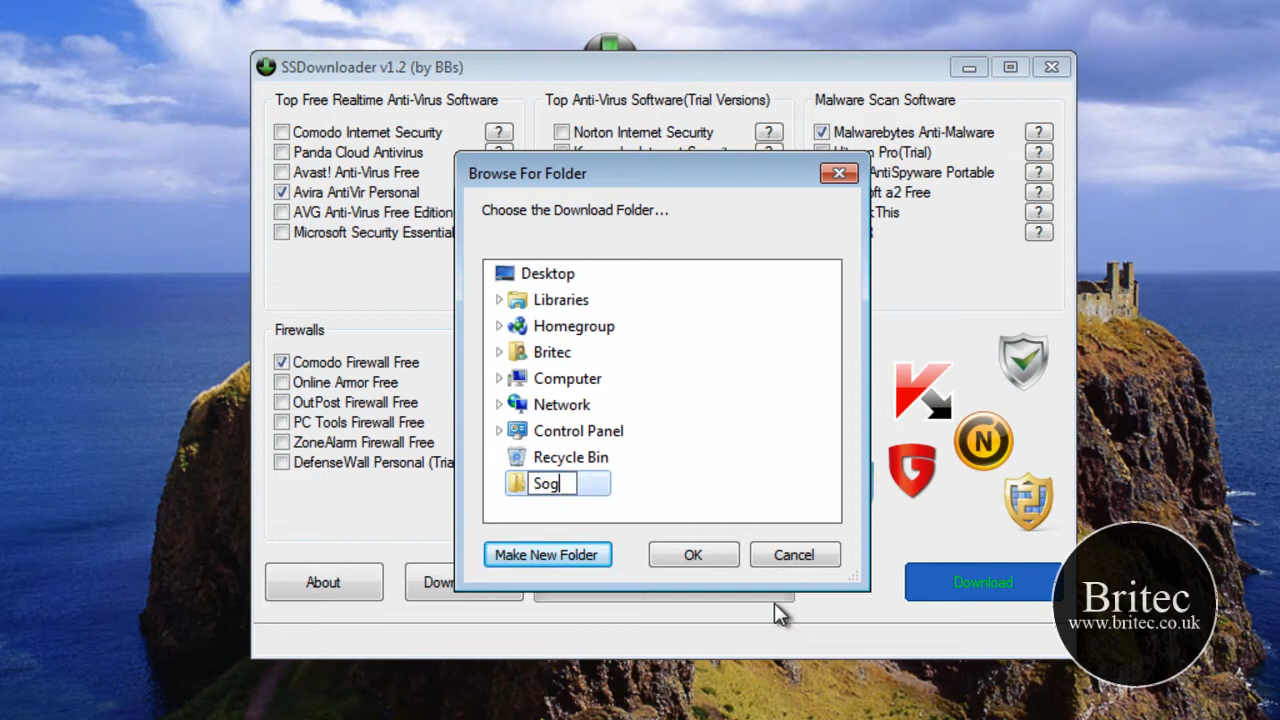 SSDownloader v1.2 (by BBs)
Top Free Realtime Anti-Virus Software
Top Anti-Virus Software(Trial Versions)
Malware Scan Software
Comodo Internet Security
?
Norton Internet Security
?
Malwarebytes Anti-Malware
?
Panda Cloud Antivirus
Pro(Trial)
?
Avast! Anti-Virus Free
AntiSpyware Portable
?
Avira AntiVir Personal
a2 Free
?
AVG Anti-Virus Free Edition
This
?
Microsoft Security Essential
?
Browse For Folder
Choose the Download Folder...
Desktop
Libraries
Homegroup
Britec
Computer
Network
Control Panel
Recycle Bin
Sog
Make New Folder
OK
Cancel
Firewalls
Comodo Firewall Free
Online Armor Free
OutPost Firewall Free
PC Tools Firewall Free
ZoneAlarm Firewall Free
DefenseWall Personal (Tria
N
About
Dow
Download
Britec
www.britec.co.uk